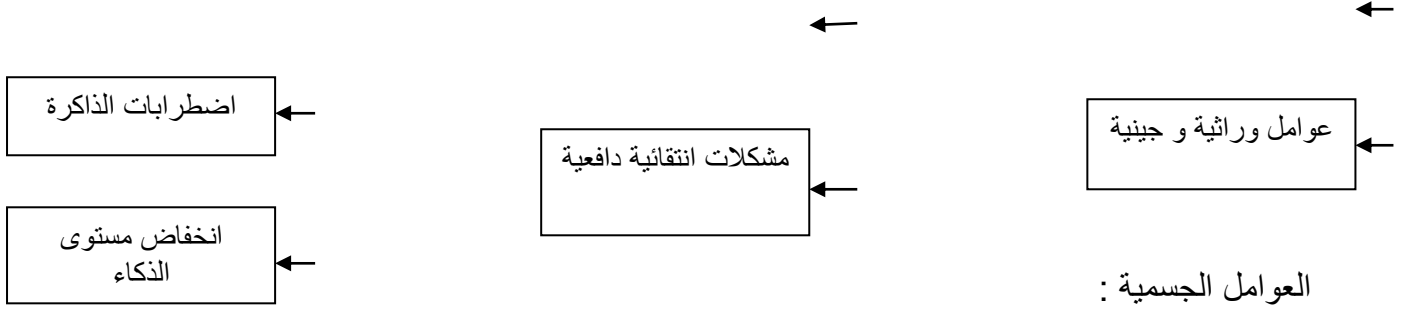 عوامل وراثية و جينية
مشكلات انتقائية دافعية
اضطرابات الذاكرة
انخفاض مستوى
الذكاء
العوامل الجسمية :